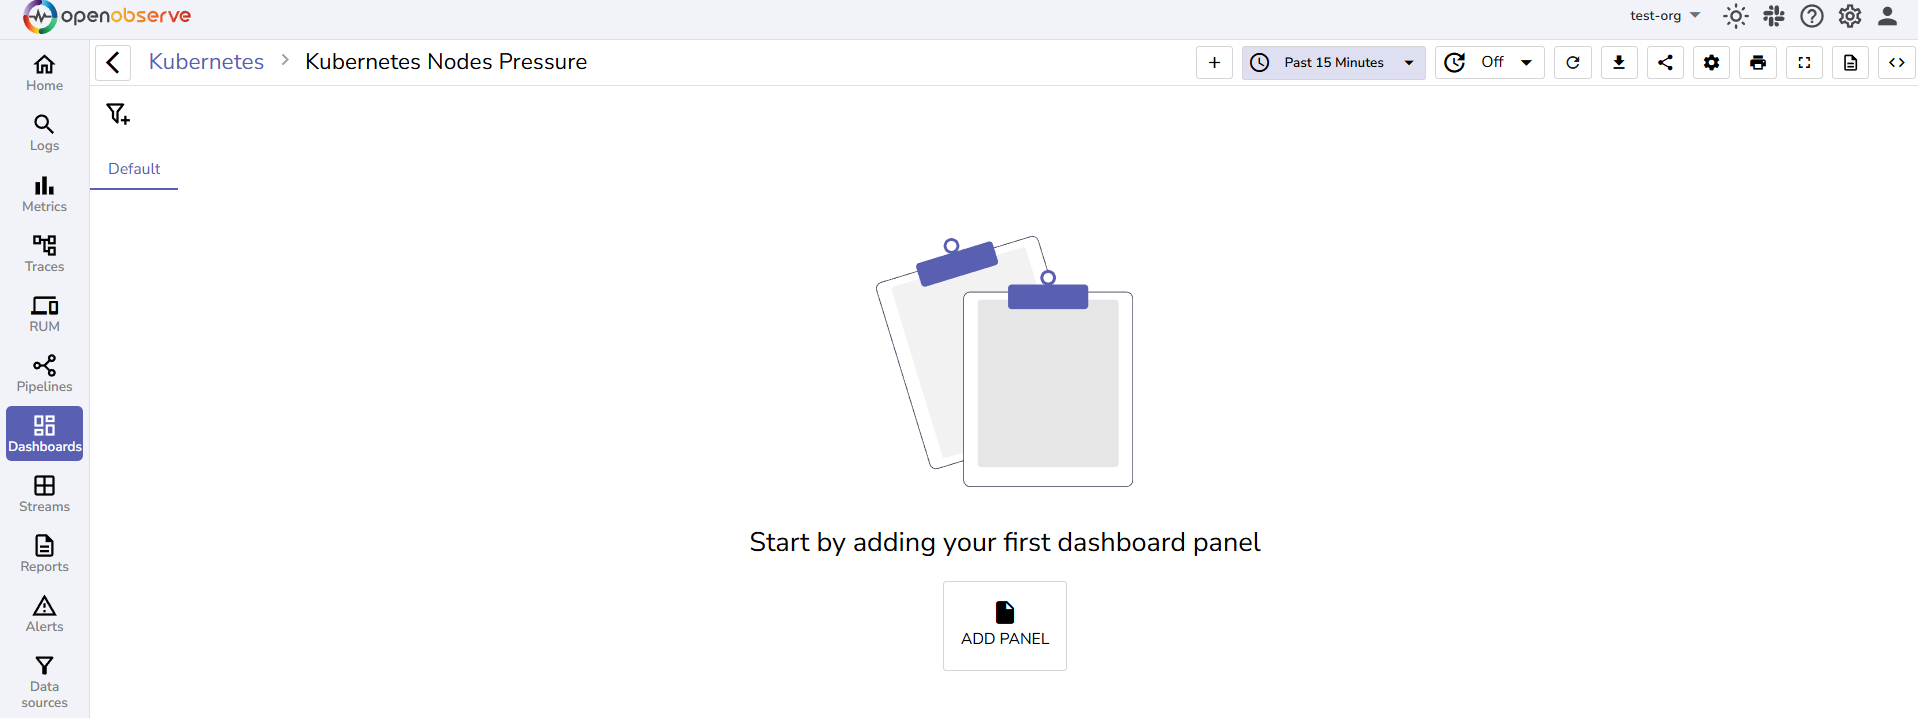 openobserve
test-org
Kubernetes > Kubernetes Nodes Pressure
Past 15 Minutes
Off
Home
Logs
Metrics
Traces
RUM
Pipelines
Dashboards
Streams
Reports
Alerts
Data
sources
Default
Start by adding your first dashboard panel
ADD PANEL